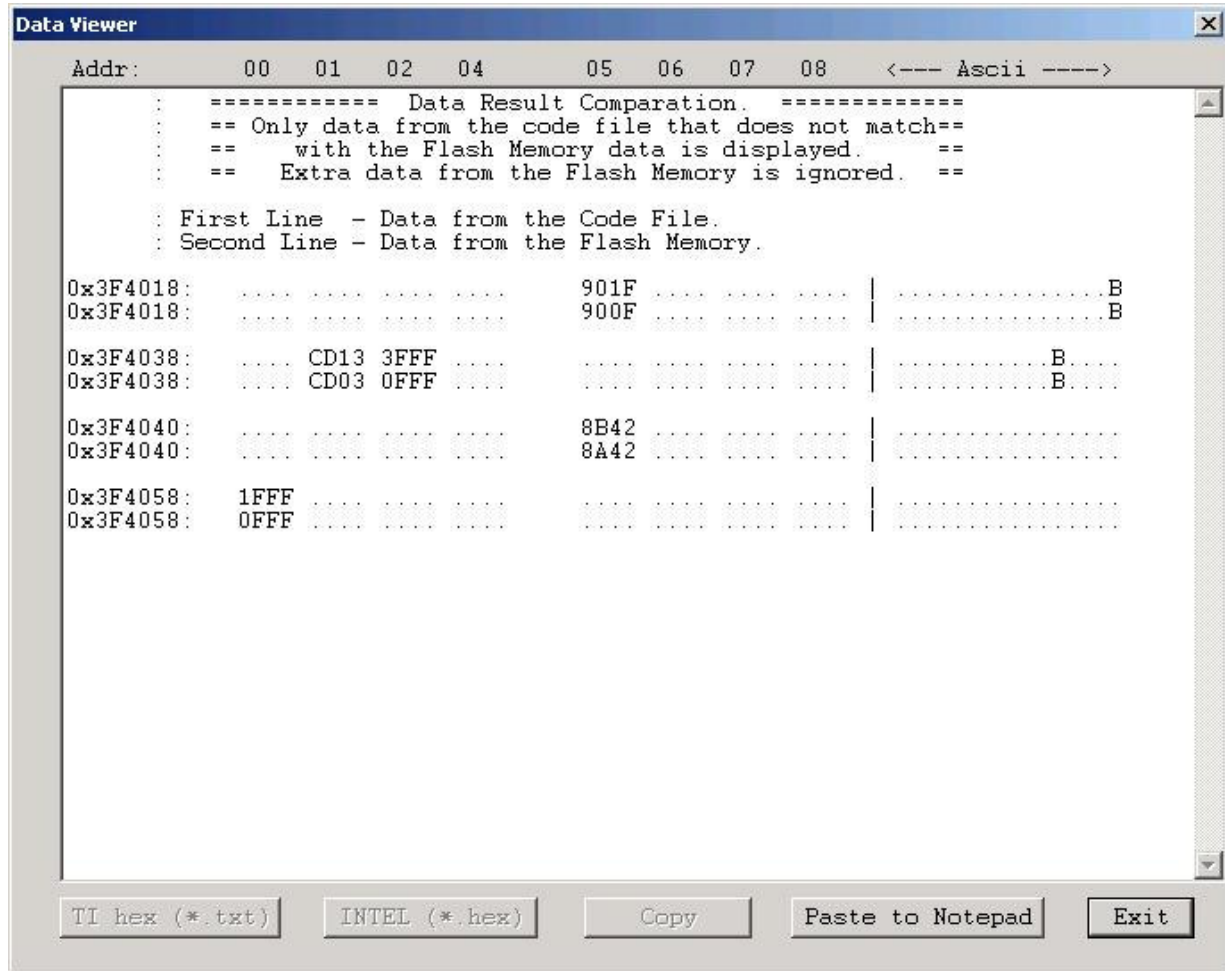 Data Viewer
Addr: 00 01 02 04 05 06 07 08 <--- Ascii ---->
: ============ Data Result Comparation. =============
: == Only data from the code file that does not match==
: == with the Flash Memory data is displayed. ==
: == Extra data from the Flash Memory is ignored. ==
: First Line - Data from the Code File.
: Second Line - Data from the Flash Memory.
0x3F4018: .... .... .... .... 901F .... .... .... | ...............B
0x3F4018: .... .... .... .... 900F .... .... .... | ...............B
0x3F4038: .... CD13 3FFF .... .... .... .... .... | ...........B....
0x3F4038: .... CD03 0FFF .... .... .... .... .... | ...........B....
0x3F4040: .... .... .... .... 8B42 .... .... .... | ................
0x3F4040: .... .... .... .... 8A42 .... .... .... | ................
0x3F4058: 1FFF .... .... .... .... .... .... .... | ................
0x3F4058: 0FFF .... .... .... .... .... .... .... | ................
TI hex (*.txt) INTEL (*.hex) Copy Paste to Notepad Exit